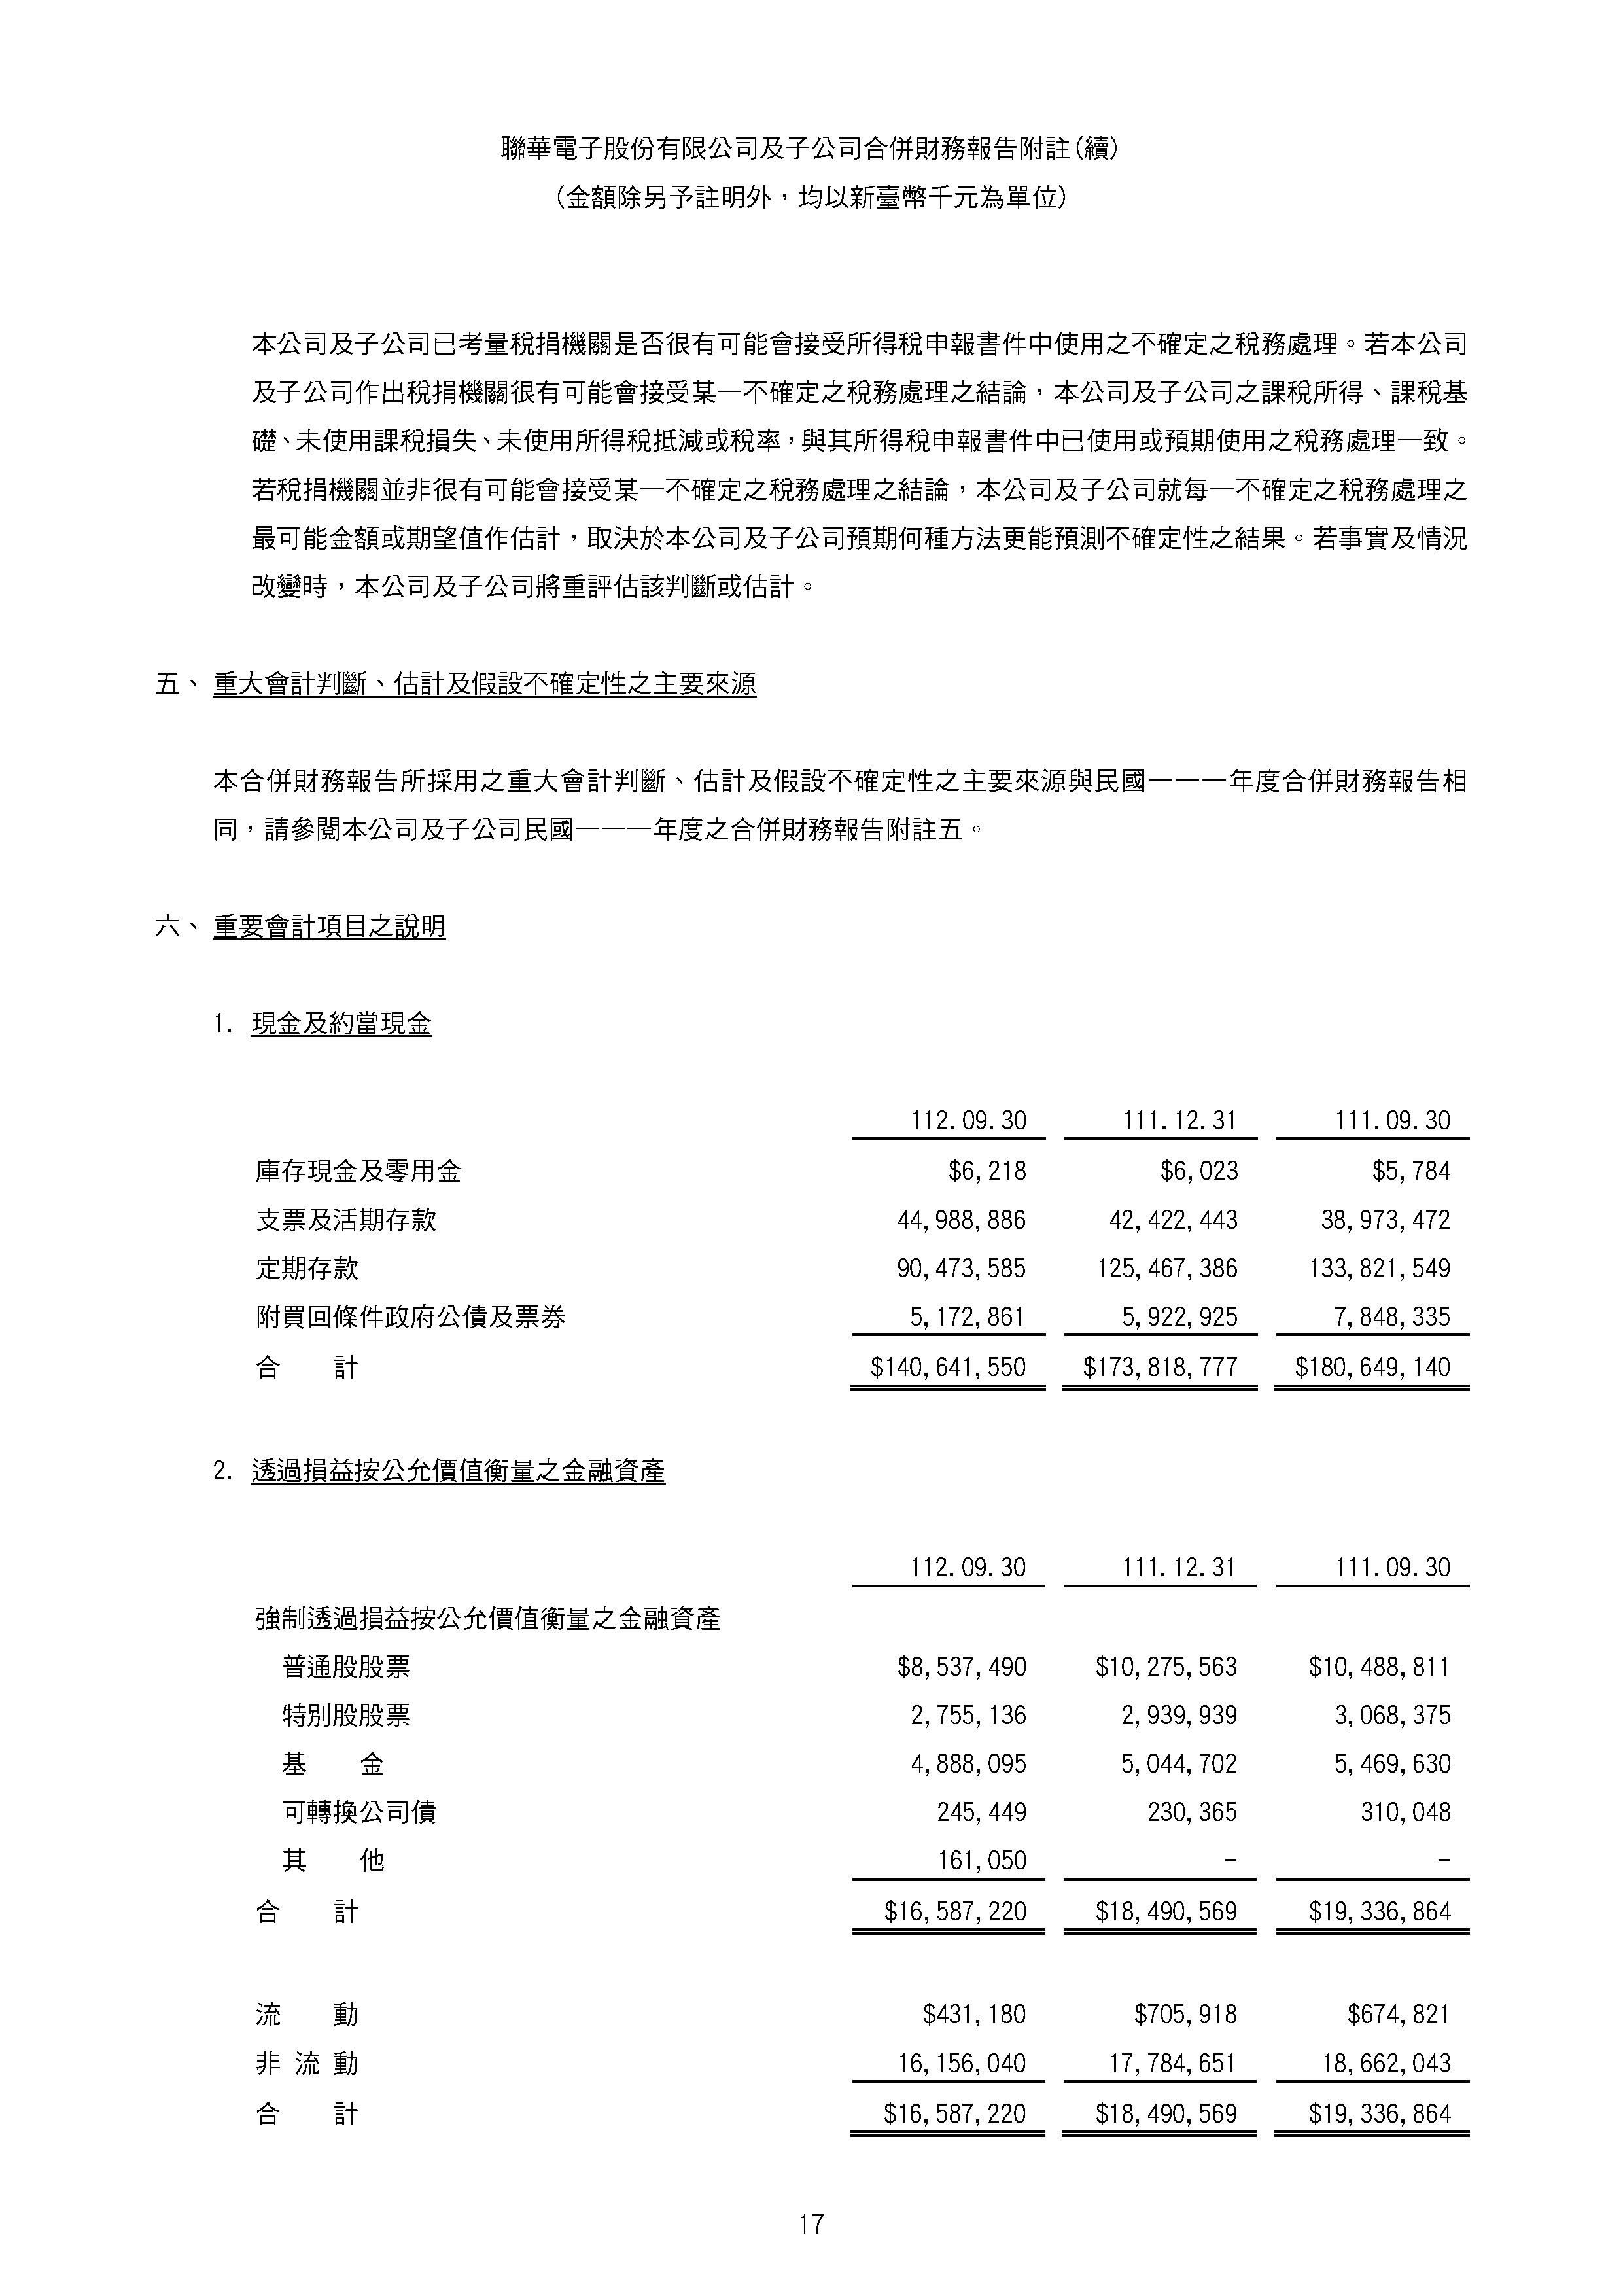 聯華電子股份有限公司及子公司合併財務報告附註(續)
(金額除另予註明外，均以新臺幣千元為單位)
本公司及子公司已考量稅捐機關是否很有可能會接受所得稅申報書件中使用之不確定之稅務處理。若本公司
及子公司作出稅捐機關很有可能會接受某一不確定之稅務處理之結論，本公司及子公司之課稅所得、課稅基
礎、未使用課稅損失、未使用所得稅抵減或稅率，與其所得稅申報書件中已使用或預期使用之稅務處理一致。
若稅捐機關並非很有可能會接受某一不確定之稅務處理之結論，本公司及子公司就每一不確定之稅務處理之
最可能金額或期望值作估計，取決於本公司及子公司預期何種方法更能預測不確定性之結果。若事實及情況
改變時，本公司及子公司將重評估該判斷或估計。
五、 重大會計判斷、估計及假設不確定性之主要來源
本合併財務報告所採用之重大會計判斷、估計及假設不確定性之主要來源與民國一一一年度合併財務報告相
同，請參閱本公司及子公司民國一一一年度之合併財務報告附註五。
六、 重要會計項目之說明
1. 現金及約當現金
112.09.30 111.12.31 111.09.30
庫存現金及零用金 $6,218 $6,023 $5,784
支票及活期存款 44,988,886 42,422,443 38,973,472
定期存款 90,473,585 125,467,386 133,821,549
附買回條件政府公債及票券 5,172,861 5,922,925 7,848,335
合　　計 $140,641,550 $173,818,777 $180,649,140
2. 透過損益按公允價值衡量之金融資產
112.09.30 111.12.31 111.09.30
強制透過損益按公允價值衡量之金融資產
普通股股票 $8,537,490 $10,275,563 $10,488,811
特別股股票 2,755,136 2,939,939 3,068,375
基　　金 4,888,095 5,044,702 5,469,630
可轉換公司債 245,449 230,365 310,048
其　　他 161,050 - -
合　　計 $16,587,220 $18,490,569 $19,336,864
流　　動 $431,180 $705,918 $674,821
非 流 動 16,156,040 17,784,651 18,662,043
合　　計 $16,587,220 $18,490,569 $19,336,864
17